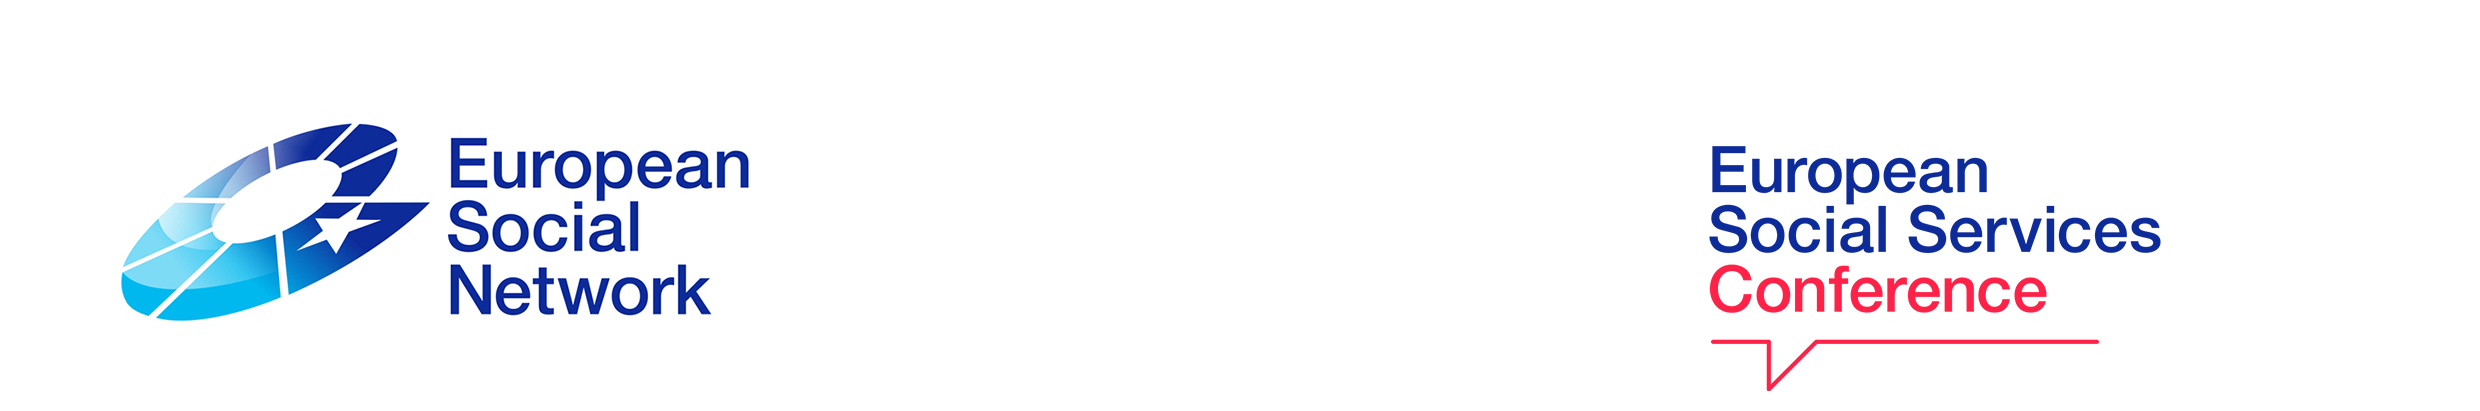 European
Social
Network
European
Social Services
Conference